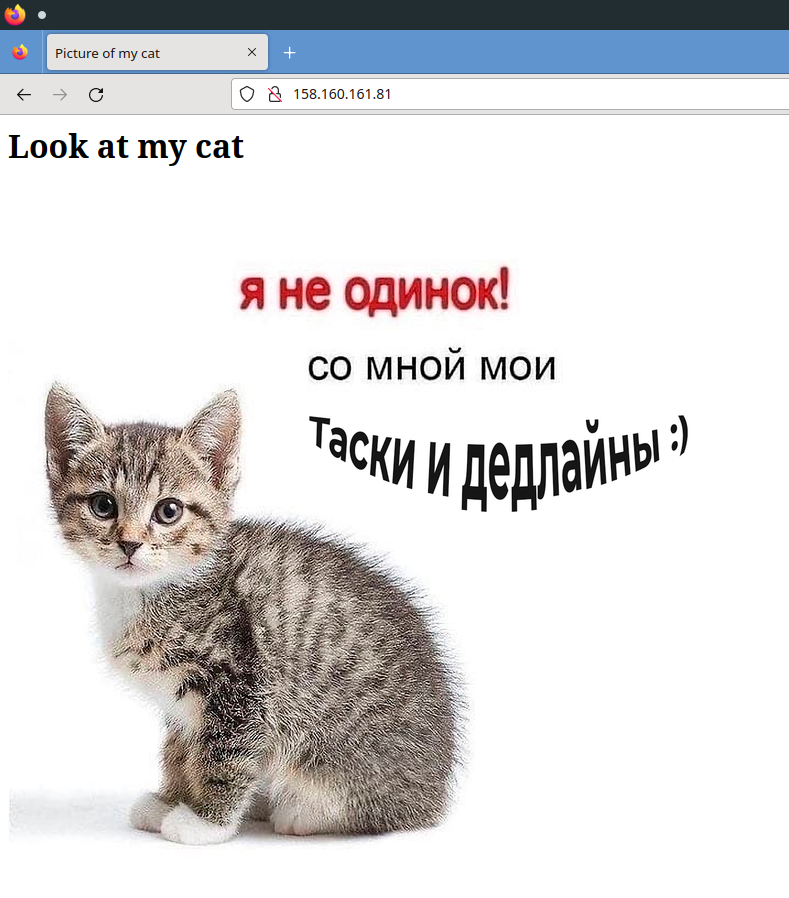 Picture of my cat
158.160.161.81
Look at my cat
я не одинок!
со мной мои
Таски и дедлайны :)